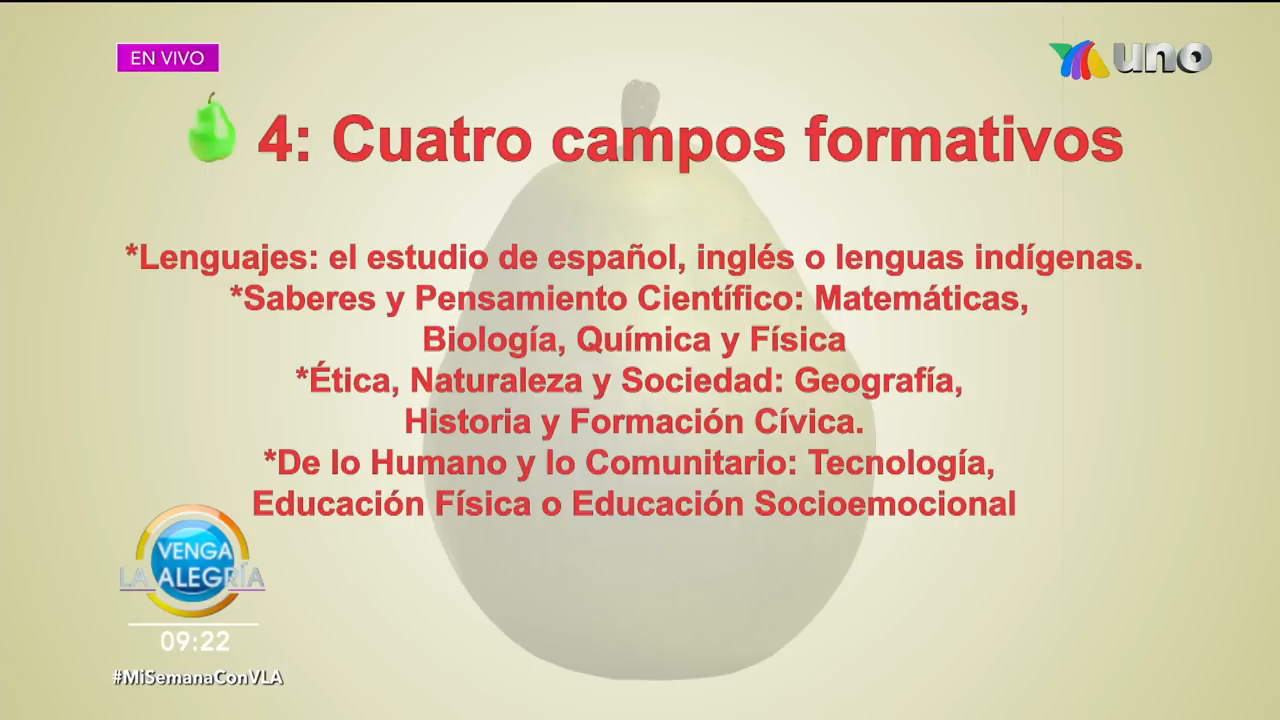 EN VIVO
uno
4: Cuatro campos formativos
*Lenguajes: el estudio de español, inglés o lenguas indígenas.
*Saberes y Pensamiento Científico: Matemáticas,
Biología, Química y Física
*Ética, Naturaleza y Sociedad: Geografía,
Historia y Formación Cívica.
*De lo Humano y lo Comunitario: Tecnología,
Educación Física o Educación Socioemocional
VENGA
LA ALEGRÍA
09:22
#MiSemanaConVLA